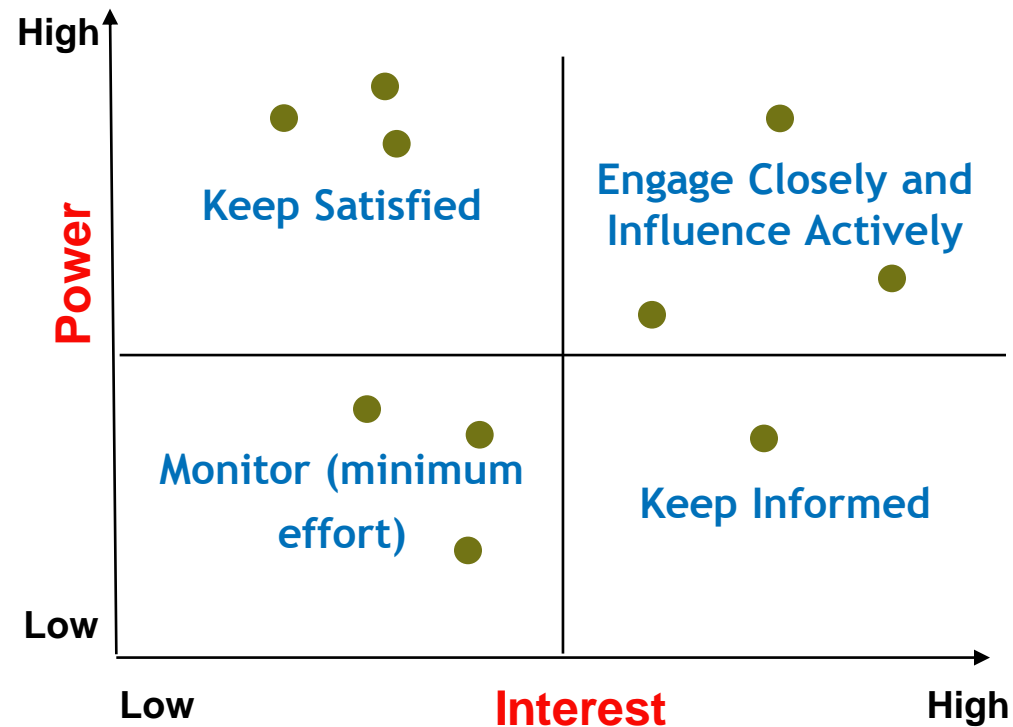 High
Power
Keep Satisfied
Engage Closely and
Influence Actively
Monitor (minimum
effort)
Keep Informed
Low
Low
Interest
High